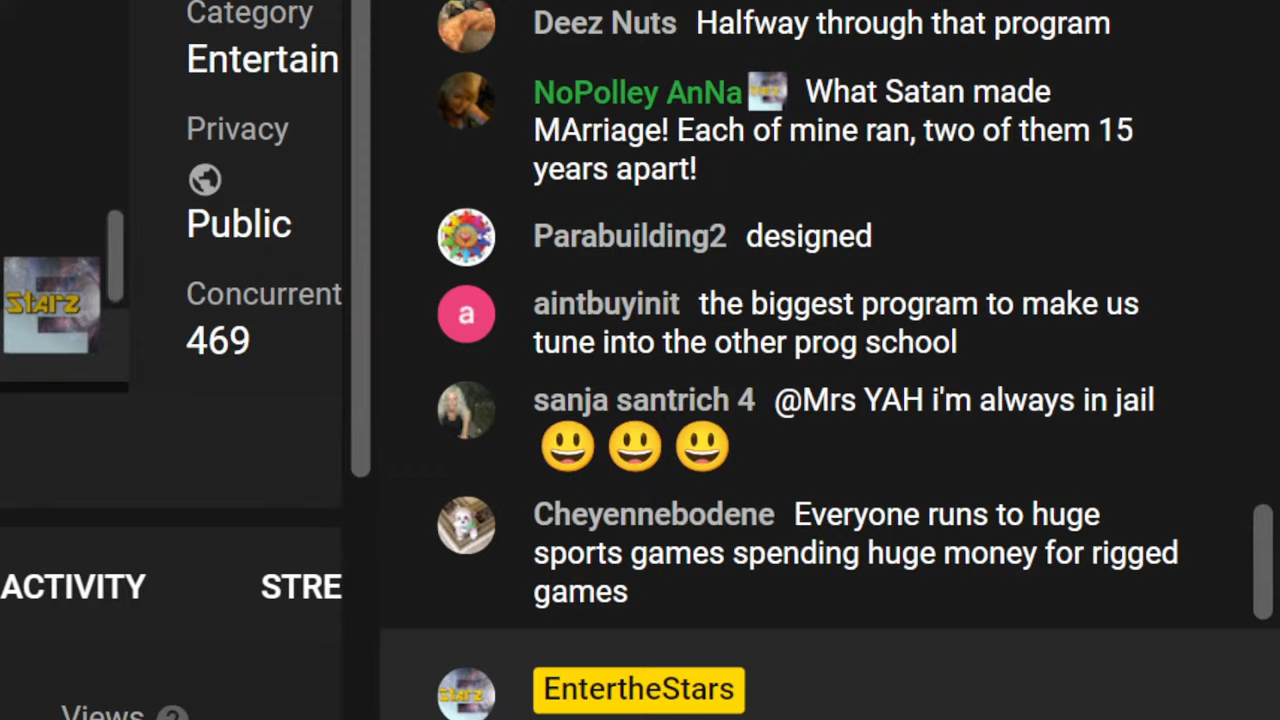 Category
Entertain
Privacy
Public
Concurrent
469
STARZ
ACTIVITY STRE
Views ?
Deez Nuts Halfway through that program
NoPolley AnNa What Satan made
MArriage! Each of mine ran, two of them 15
years apart!
Parabuilding2 designed
a
aintbuyinit the biggest program to make us
tune into the other prog school
sanja santrich 4 @Mrs YAH i'm always in jail
Cheyennebodene Everyone runs to huge
sports games spending huge money for rigged
games
STARZ
EntertheStars